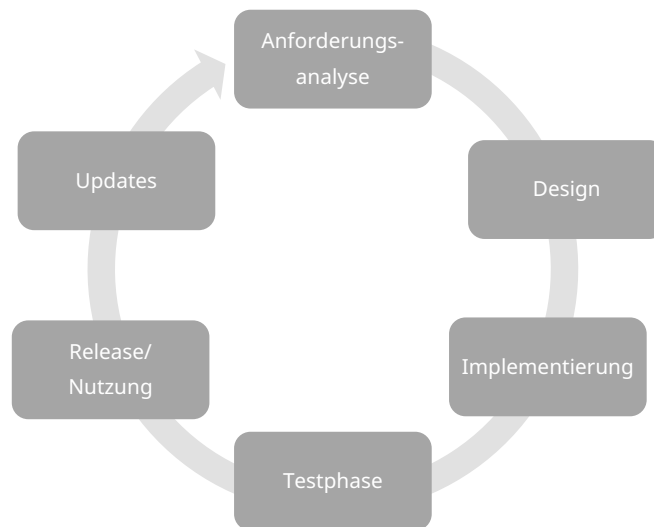 Anforderungs-
analyse
Design
Implementierung
Testphase
Release/
Nutzung
Updates